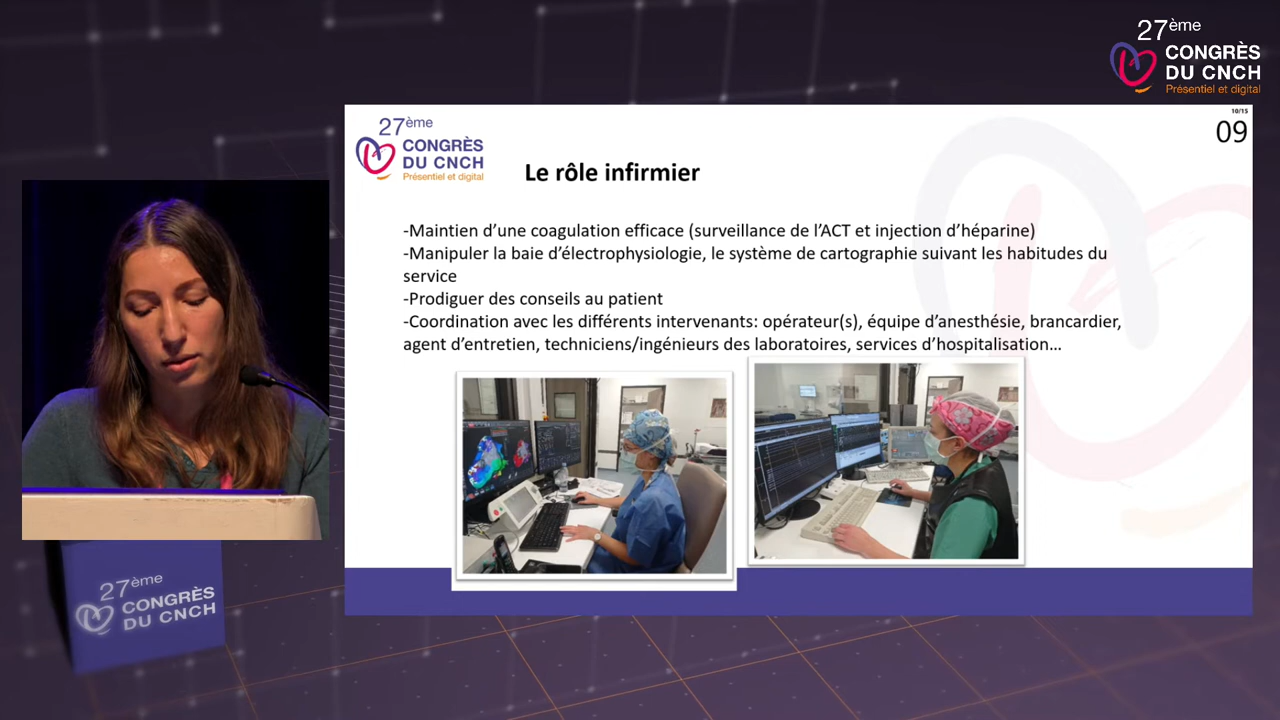 27ème
CONGRÈS
DU CNCH
Présentiel et digital
10/15
09
27ème
CONGRÈS
DU CNCH
Présentiel et digital
Le rôle infirmier
-Maintien d’une coagulation efficace (surveillance de l’ACT et injection d’héparine)
-Manipuler la baie d’électrophysiologie, le système de cartographie suivant les habitudes du
service
-Prodiguer des conseils au patient
-Coordination avec les différents intervenants: opérateur(s), équipe d’anesthésie, brancardier,
agent d’entretien, techniciens/ingénieurs des laboratoires, services d’hospitalisation…
27ème
CONGRÈS
DU CNCH